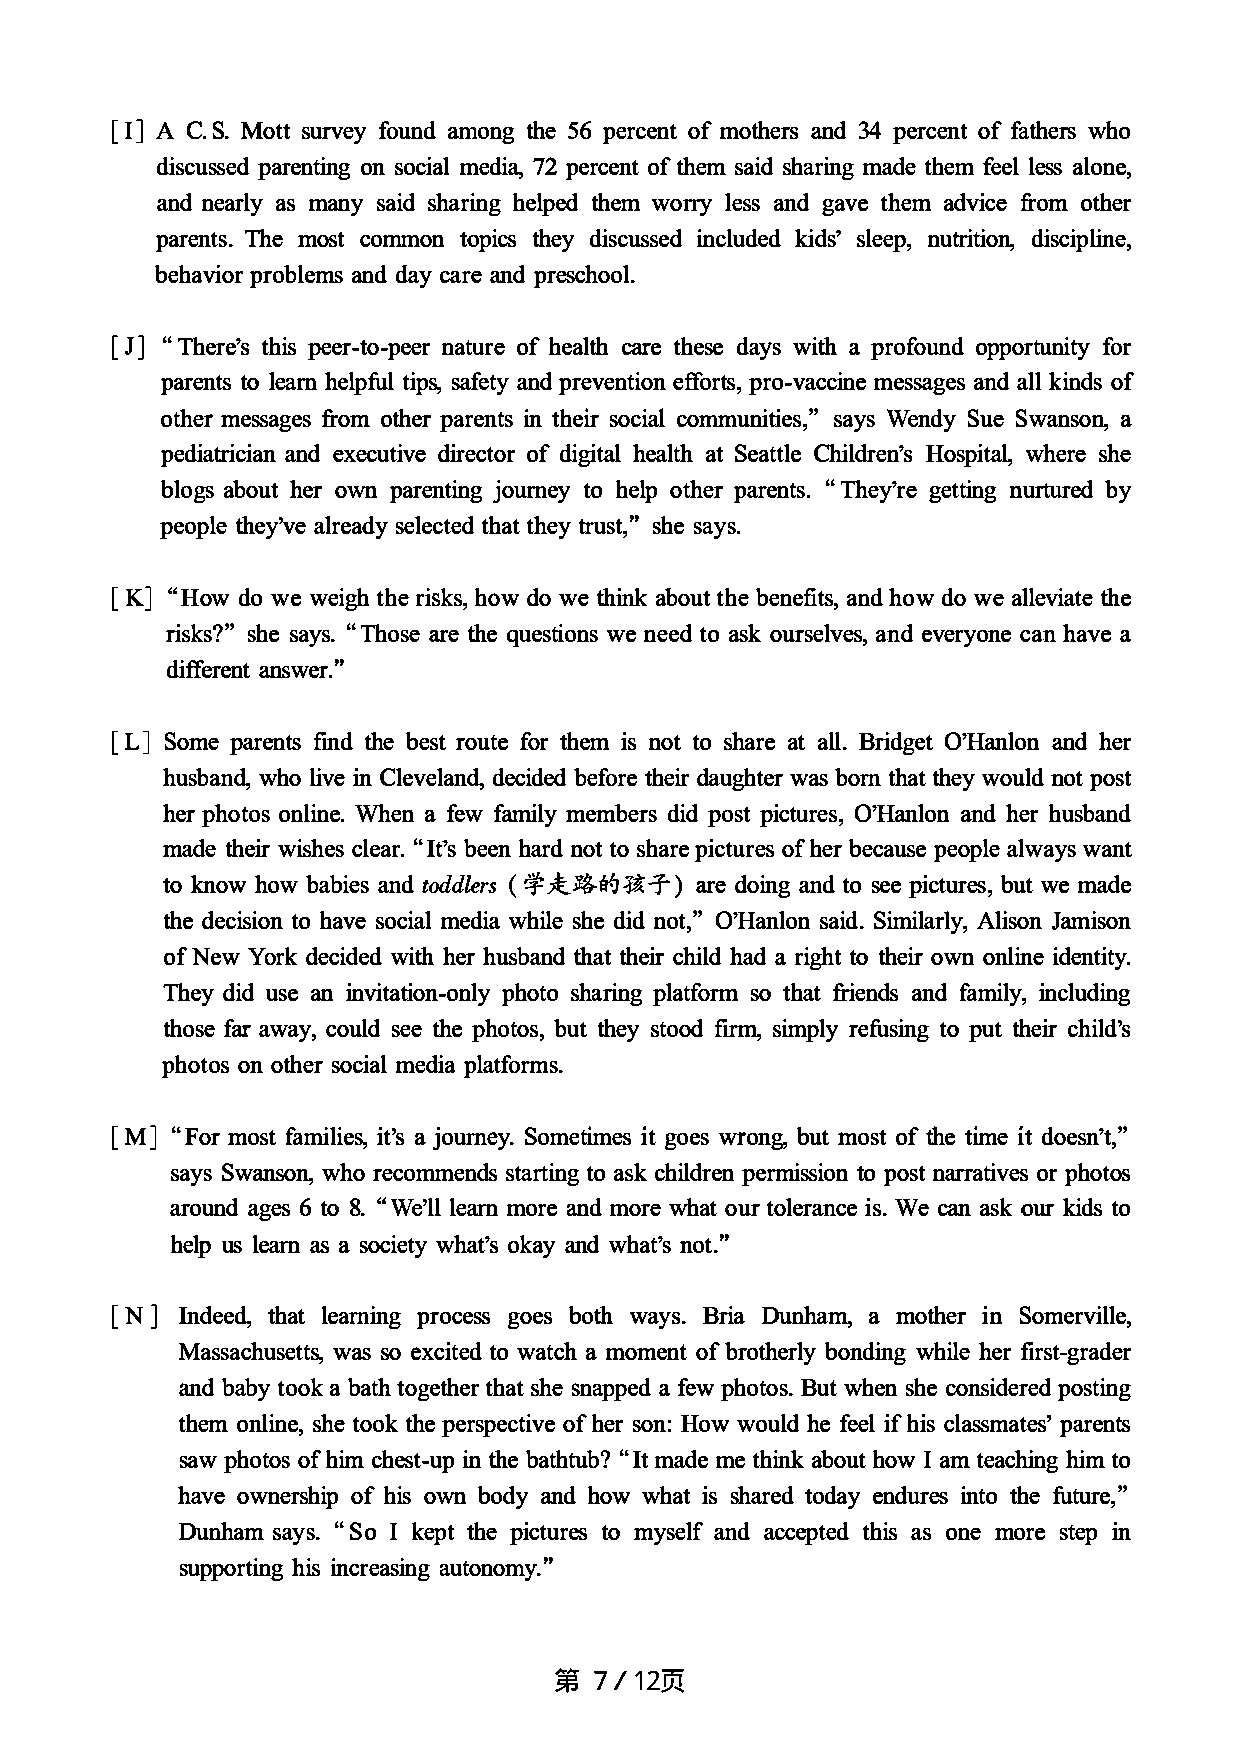 [ I ] A C. S. Mott survey found among the 56 percent of mothers and 34 percent of fathers who
discussed parenting on social media, 72 percent of them said sharing made them feel less alone,
and nearly as many said sharing helped them worry less and gave them advice from other
parents. The most common topics they discussed included kids’ sleep, nutrition, discipline,
behavior problems and day care and preschool.
[ J ] “There’s this peer-to-peer nature of health care these days with a profound opportunity for
parents to learn helpful tips, safety and prevention efforts, pro-vaccine messages and all kinds of
other messages from other parents in their social communities,” says Wendy Sue Swanson, a
pediatrician and executive director of digital health at Seattle Children’s Hospital, where she
blogs about her own parenting journey to help other parents. “They’re getting nurtured by
people they’ve already selected that they trust,” she says.
[ K ] “How do we weigh the risks, how do we think about the benefits, and how do we alleviate the
risks?” she says. “Those are the questions we need to ask ourselves, and everyone can have a
different answer.”
[ L ] Some parents find the best route for them is not to share at all. Bridget O’Hanlon and her
husband, who live in Cleveland, decided before their daughter was born that they would not post
her photos online. When a few family members did post pictures, O’Hanlon and her husband
made their wishes clear. “It’s been hard not to share pictures of her because people always want
to know how babies and toddlers (学走路的孩子) are doing and to see pictures, but we made
the decision to have social media while she did not,” O’Hanlon said. Similarly, Alison Jamison
of New York decided with her husband that their child had a right to their own online identity.
They did use an invitation-only photo sharing platform so that friends and family, including
those far away, could see the photos, but they stood firm, simply refusing to put their child’s
photos on other social media platforms.
[ M ] “For most families, it’s a journey. Sometimes it goes wrong, but most of the time it doesn’t,”
says Swanson, who recommends starting to ask children permission to post narratives or photos
around ages 6 to 8. “We’ll learn more and more what our tolerance is. We can ask our kids to
help us learn as a society what’s okay and what’s not.”
[ N ] Indeed, that learning process goes both ways. Bria Dunham, a mother in Somerville,
Massachusetts, was so excited to watch a moment of brotherly bonding while her first-grader
and baby took a bath together that she snapped a few photos. But when she considered posting
them online, she took the perspective of her son: How would he feel if his classmates’ parents
saw photos of him chest-up in the bathtub? “It made me think about how I am teaching him to
have ownership of his own body and how what is shared today endures into the future,”
Dunham says. “So I kept the pictures to myself and accepted this as one more step in
supporting his increasing autonomy.”
第 7 / 12页